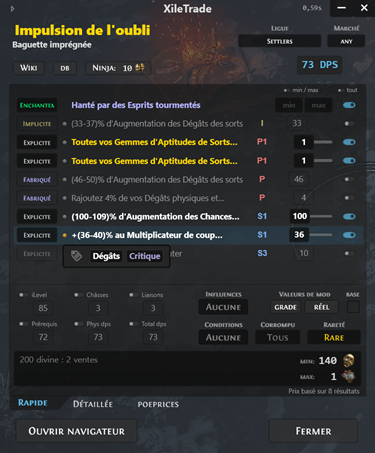 XileTrade 0,59s
Impulsion de l'oubli
Baguette imprégnée
Ligue Marché
Settlers any
Wiki db Ninja: 10
73 DPS
min / max tout
Enchanter Hanté par des Esprits tourmentés min max
Implicite (33-37)% d'Augmentation des Dégâts des sorts I 33
Explicite Toutes vos Gemmes d'Aptitudes de Sorts... P1 1
Explicite Toutes vos Gemmes d'Aptitudes de Sorts... P1 1
Fabriqué (46-50)% d'Augmentation des Dégâts des sorts P 46
Fabriqué Rajoutez 4% de vos Dégâts physiques et... P 4
Explicite (100-109)% d'Augmentation des Chances... S1 100
Explicite +(36-40)% au Multiplicateur de coup... S1 36
Explicite Dégâts Critique S3 10
iLevel Châsses Liaisons Influences Valeurs de mod base
85 3 3 Aucune grade réel
Prérequis Phys dps Total dps Conditions Corrompu Rareté
72 73 73 Aucune Tous Rare
200 divine : 2 ventes
min: 140
max: 1
Prix basé sur 8 résultats
Rapide Détaillée poeprices
Ouvrir navigateur Fermer